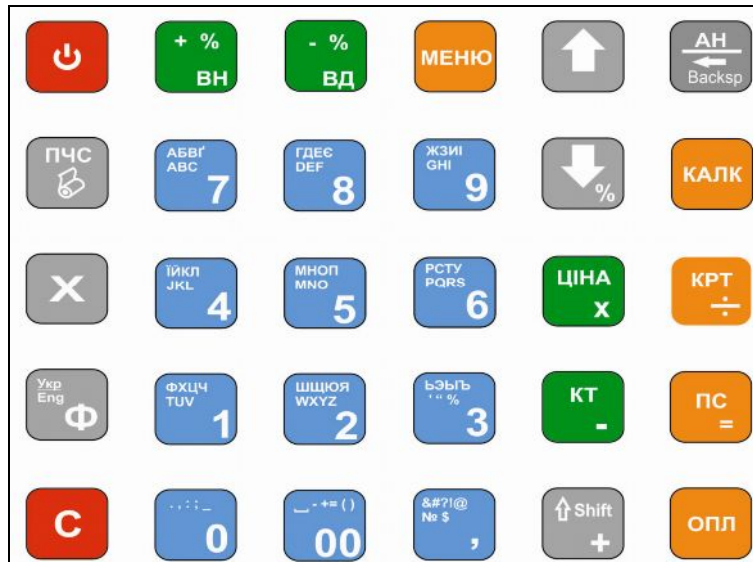 + %
ВН
- %
ВД
МЕНЮ
АН
Backsp
ПЧС
АБВҐ
ABC
7
ГДЕЄ
DEF
8
ЖЗИІ
GHI
9
%
КАЛК
X
ЇЙКЛ
JKL
4
МНОП
MNO
5
РСТУ
PQRS
6
ЦІНА
x
КРТ
÷
Укр
Eng
Ф
ФХЦЧ
TUV
1
ШЩЮЯ
WXYZ
2
ЬЭЫЪ
' “ %
3
КТ
-
ПС
=
C
. , : ; _
0
⎵ - + = ( )
00
&#?!@
№ $
,
Shift
+
ОПЛ